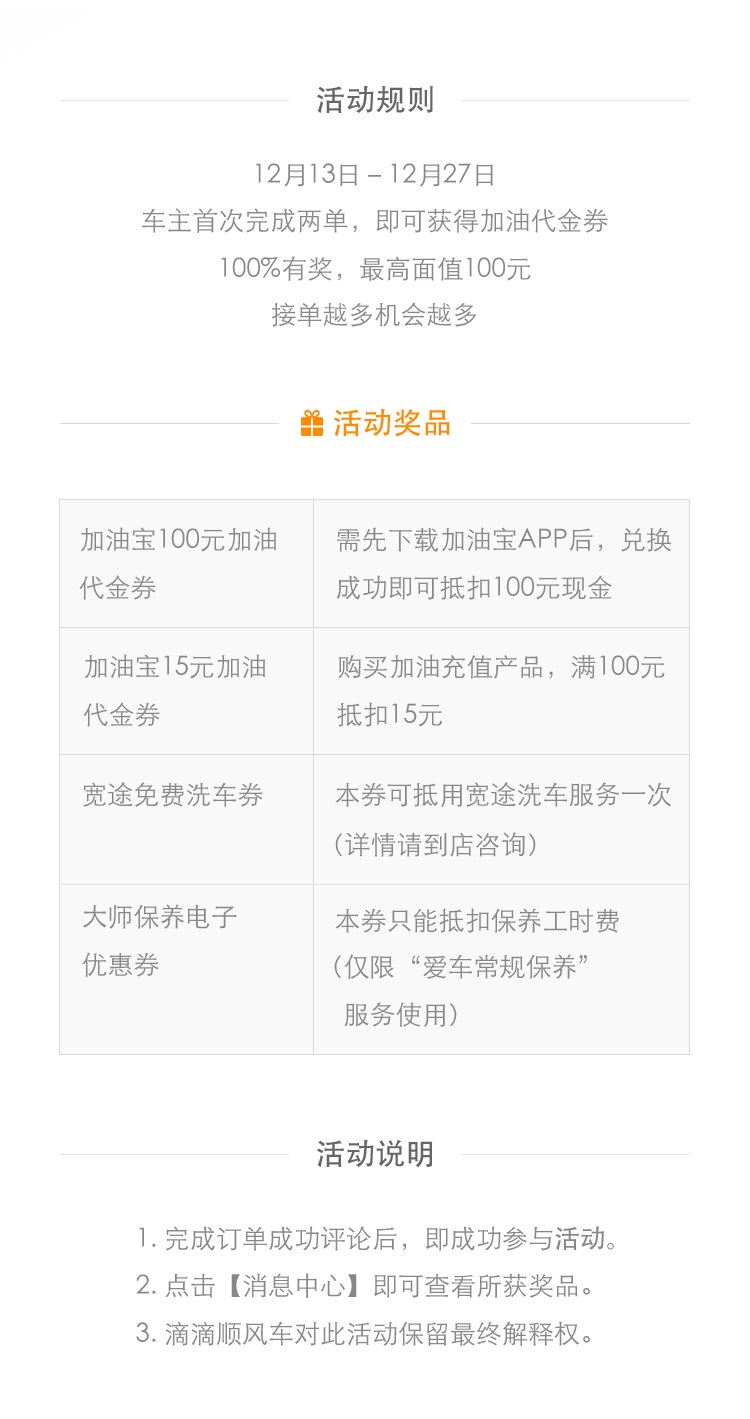 活动规则
12月13日 – 12月27日
车主首次完成两单，即可获得加油代金券
100%有奖，最高面值100元
接单越多机会越多
活动奖品
加油宝100元加油
代金券
需先下载加油宝APP后，兑换
成功即可抵扣100元现金
加油宝15元加油
代金券
购买加油充值产品，满100元
抵扣15元
宽途免费洗车券
本券可抵用宽途洗车服务一次
（详情请到店咨询）
大师保养电子
优惠券
本券只能抵扣保养工时费
（仅限“爱车常规保养”
服务使用）
活动说明
1. 完成订单成功评论后，即成功参与活动。
2. 点击【消息中心】即可查看所获奖品。
3. 滴滴顺风车对此活动保留最终解释权。